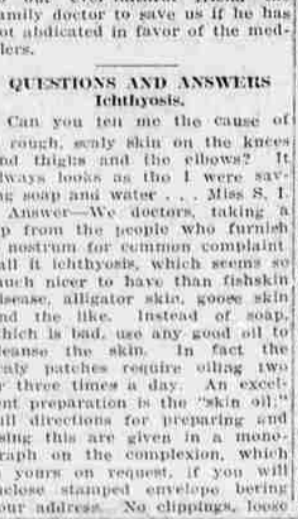 amily doctor to save us if he has
ot abdicated in favor of the med-
lers.
QUESTIONS AND ANSWERS
Ichthyosis.
Can you ten me the cause of
rough, scaly skin on the knees
nd thighs and the elbows? It
lways looks as tho I were sav-
ng soap and water . . . Miss S. I.
Answer—We doctors, taking a
ip from the people who furnish
nostrum for common complaint
all it ichthyosis, which seems so
much nicer to have than fishskin
isease, alligator skin, goose skin
nd the like. Instead of soap,
hich is bad, use any good oil to
leanse the skin. In fact the
caly patches require oiling two
r three times a day. An excel-
ent preparation is the "skin oil."
ull directions for preparing and
sing this are given in a mono-
raph on the complexion, which
yours on request, if you will
nclose stamped envelope bering
our address. No clippings, loose